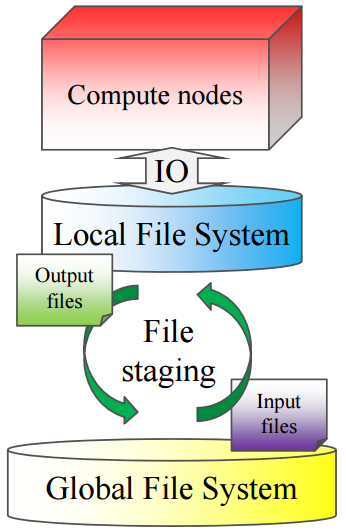 Compute nodes
IO
Local File System
Output
files
File
staging
Input
files
Global File System